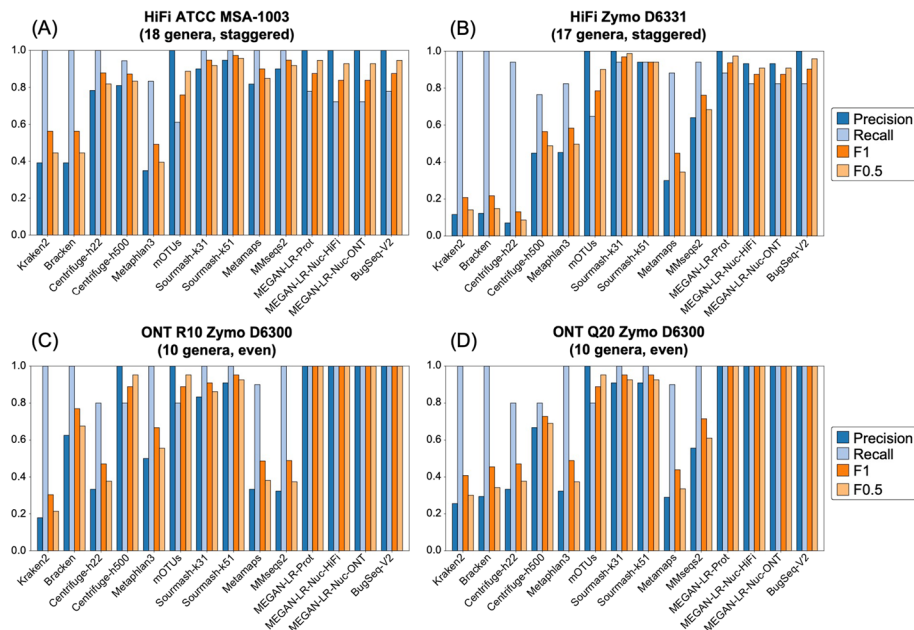 (A)
HiFi ATCC MSA-1003
(18 genera, staggered)
1.0
0.8
0.6
0.4
0.2
0.0
Kraken2
Bracken
Centrifuge-h22
Centrifuge-h500
Metaphlan3
mOTUs
Sourmash-k31
Sourmash-k51
Metamaps
MMseqs2
MEGAN-LR-Prot
MEGAN-LR-Nuc-HiFi
MEGAN-LR-Nuc-ONT
BugSeq-V2
(B)
HiFi Zymo D6331
(17 genera, staggered)
1.0
0.8
0.6
0.4
0.2
0.0
Kraken2
Bracken
Centrifuge-h22
Centrifuge-h500
Metaphlan3
mOTUs
Sourmash-k31
Sourmash-k51
Metamaps
MMseqs2
MEGAN-LR-Prot
MEGAN-LR-Nuc-HiFi
MEGAN-LR-Nuc-ONT
BugSeq-V2
Precision
Recall
F1
F0.5
(C)
ONT R10 Zymo D6300
(10 genera, even)
1.0
0.8
0.6
0.4
0.2
0.0
Kraken2
Bracken
Centrifuge-h22
Centrifuge-h500
Metaphlan3
mOTUs
Sourmash-k31
Sourmash-k51
Metamaps
MMseqs2
MEGAN-LR-Prot
MEGAN-LR-Nuc-HiFi
MEGAN-LR-Nuc-ONT
BugSeq-V2
(D)
ONT Q20 Zymo D6300
(10 genera, even)
1.0
0.8
0.6
0.4
0.2
0.0
Kraken2
Bracken
Centrifuge-h22
Centrifuge-h500
Metaphlan3
mOTUs
Sourmash-k31
Sourmash-k51
Metamaps
MMseqs2
MEGAN-LR-Prot
MEGAN-LR-Nuc-HiFi
MEGAN-LR-Nuc-ONT
BugSeq-V2
Precision
Recall
F1
F0.5